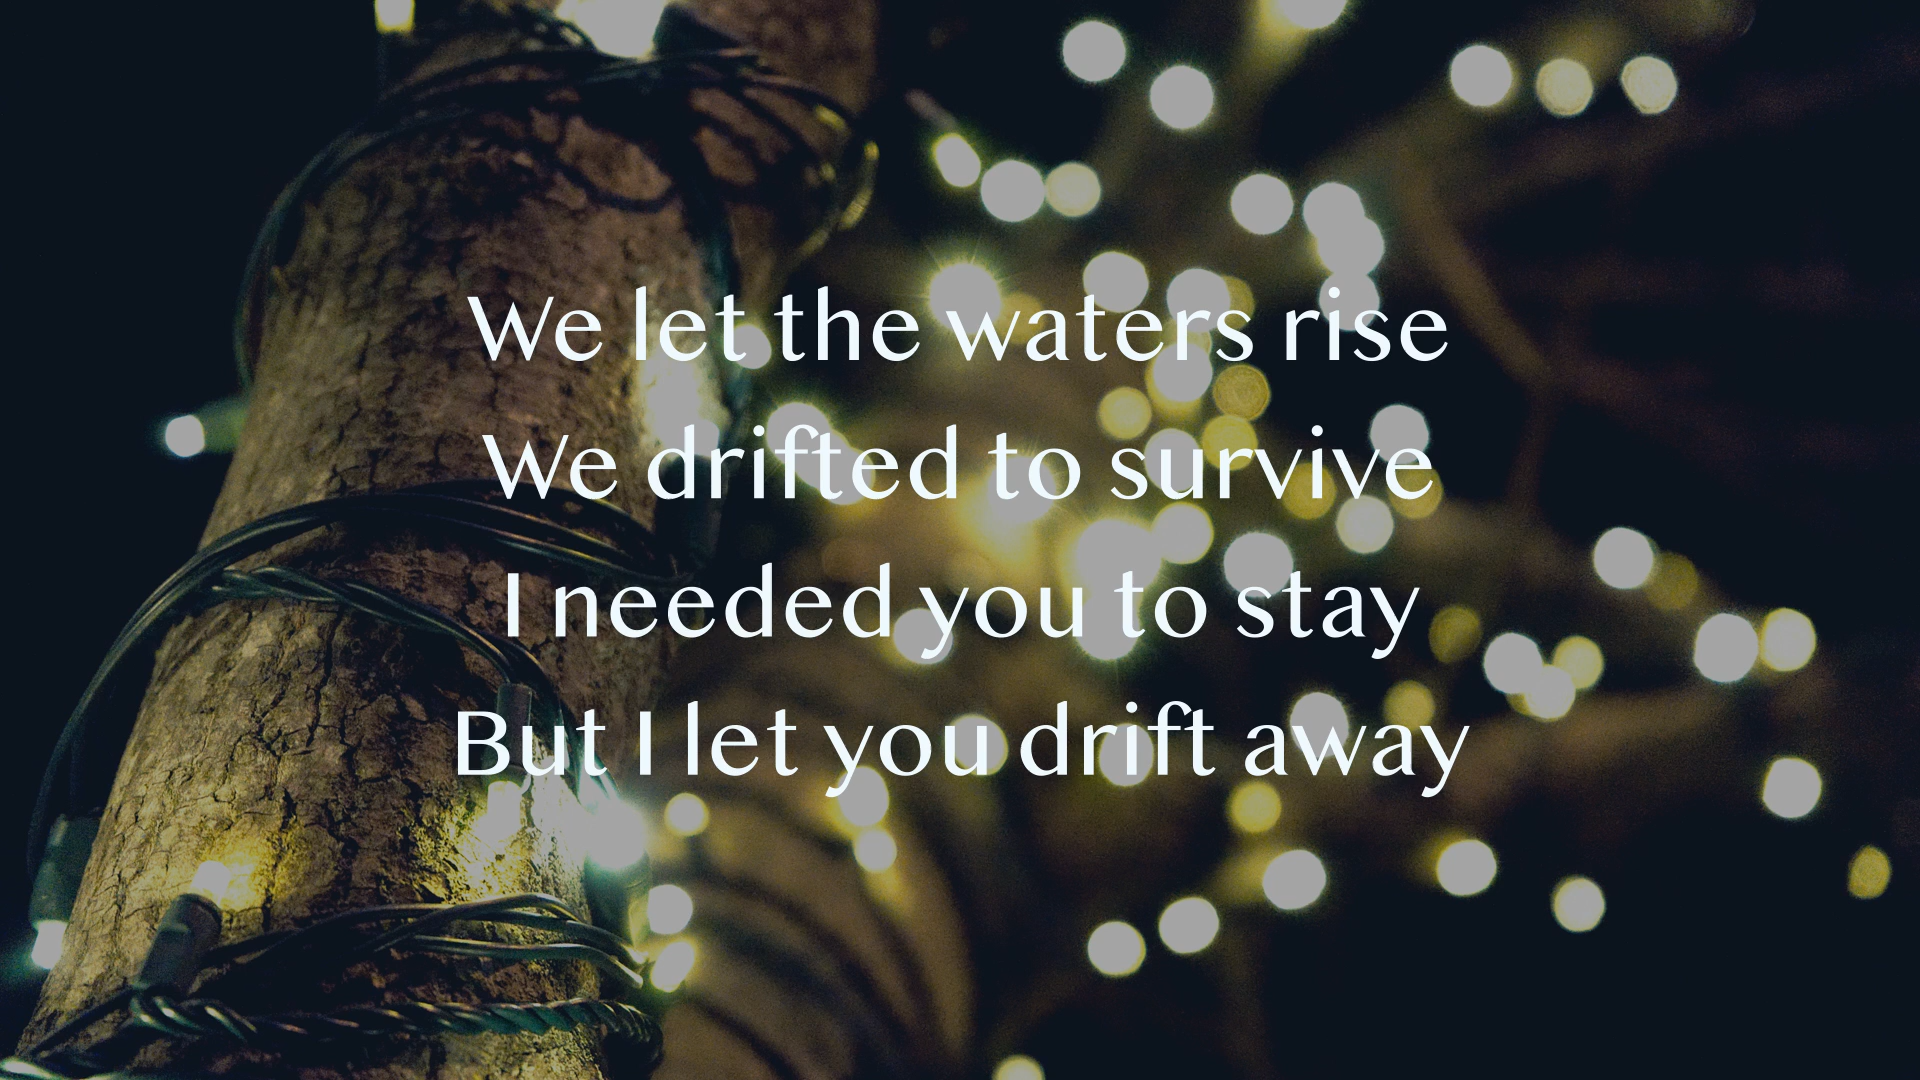 We let the waters rise
We drifted to survive
I needed you to stay
But I let you drift away